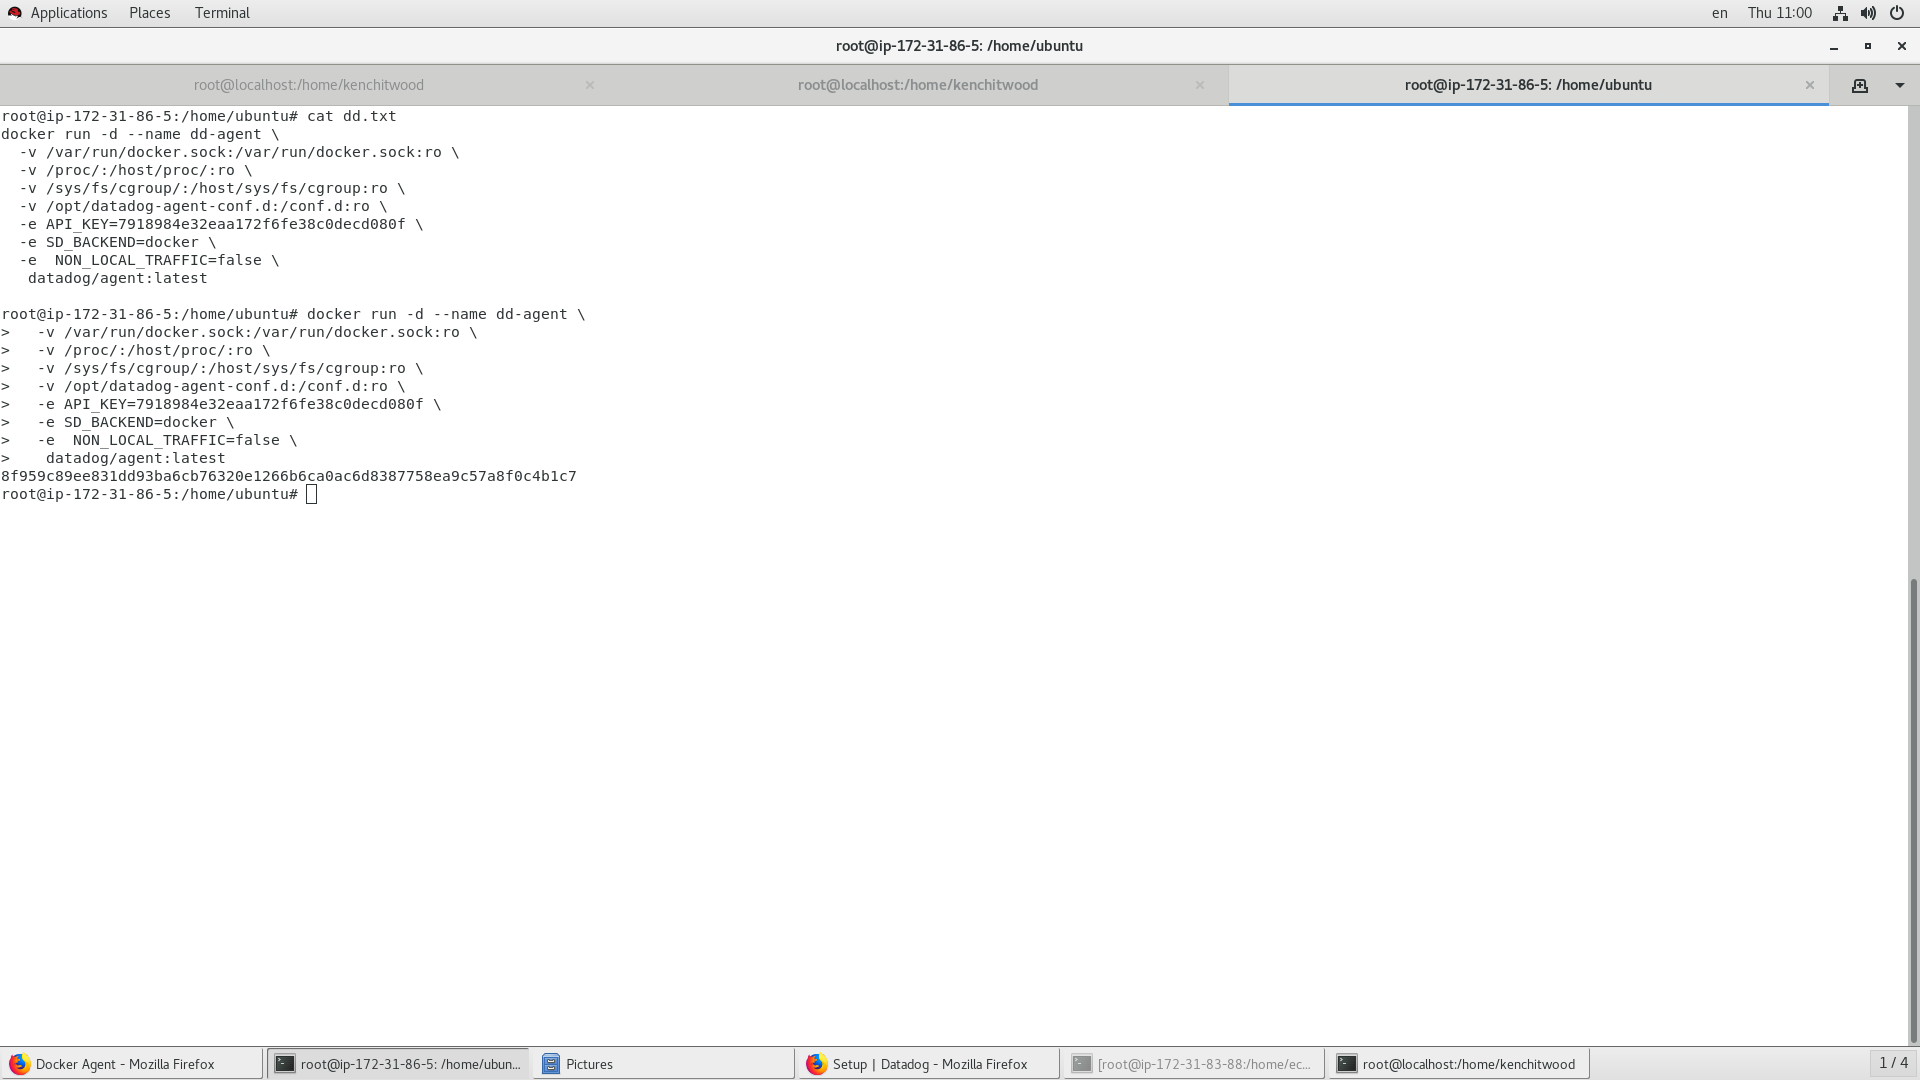 Applications Places Terminal en Thu 11:00
root@ip-172-31-86-5: /home/ubuntu
root@localhost:/home/kenchitwood × root@localhost:/home/kenchitwood × root@ip-172-31-86-5: /home/ubuntu ×
root@ip-172-31-86-5:/home/ubuntu# cat dd.txt
docker run -d --name dd-agent \
  -v /var/run/docker.sock:/var/run/docker.sock:ro \
  -v /proc/:/host/proc/:ro \
  -v /sys/fs/cgroup/:/host/sys/fs/cgroup:ro \
  -v /opt/datadog-agent-conf.d:/conf.d:ro \
  -e API_KEY=7918984e32eaa172f6fe38c0decd080f \
  -e SD_BACKEND=docker \
  -e  NON_LOCAL_TRAFFIC=false \
   datadog/agent:latest
root@ip-172-31-86-5:/home/ubuntu# docker run -d --name dd-agent \
>   -v /var/run/docker.sock:/var/run/docker.sock:ro \
>   -v /proc/:/host/proc/:ro \
>   -v /sys/fs/cgroup/:/host/sys/fs/cgroup:ro \
>   -v /opt/datadog-agent-conf.d:/conf.d:ro \
>   -e API_KEY=7918984e32eaa172f6fe38c0decd080f \
>   -e SD_BACKEND=docker \
>   -e  NON_LOCAL_TRAFFIC=false \
>    datadog/agent:latest
8f959c89ee831dd93ba6cb76320e1266b6ca0ac6d8387758ea9c57a8f0c4b1c7
root@ip-172-31-86-5:/home/ubuntu#
Docker Agent - Mozilla Firefox root@ip-172-31-86-5: /home/ubun... Pictures Setup | Datadog - Mozilla Firefox [root@ip-172-31-83-88:/home/ec... root@localhost:/home/kenchitwood 1 / 4